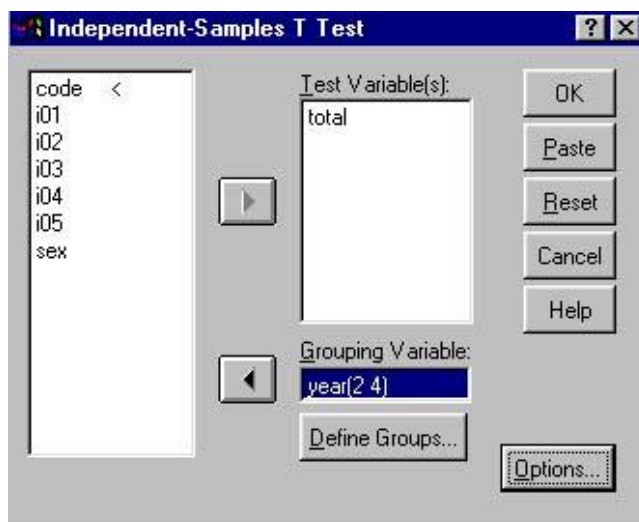 Independent-Samples T Test
code <
i01
i02
i03
i04
i05
sex
Test Variable(s):
total
Grouping Variable:
year(2 4)
Define Groups...
OK
Paste
Reset
Cancel
Help
Options...